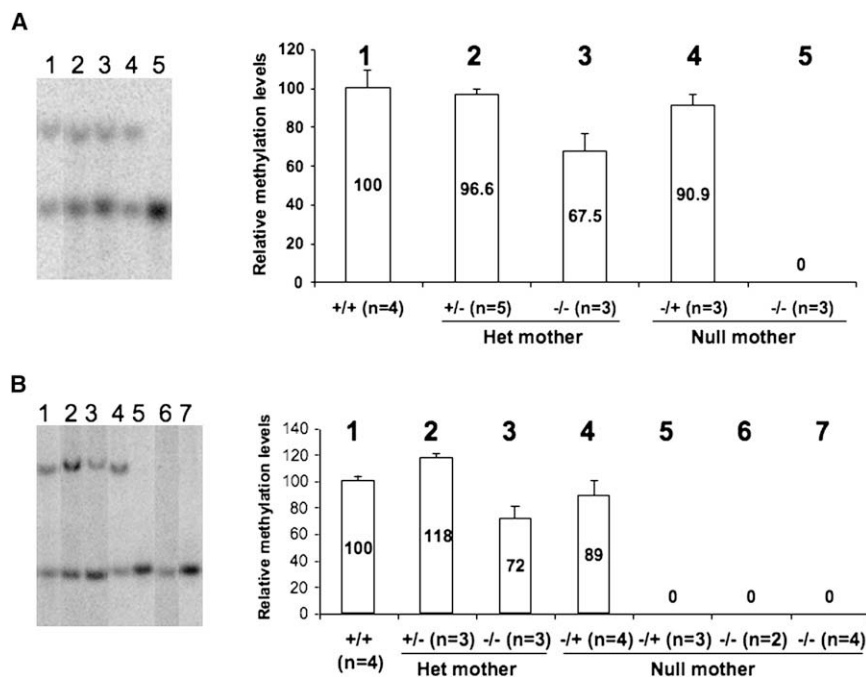 A
1 2 3 4 5
Relative methylation levels
120
100
80
60
40
20
0
1 2 3 4 5
100 96.6 67.5 90.9 0
+/+ (n=4) +/- (n=5) -/- (n=3) -/+ (n=3) -/- (n=3)
Het mother Null mother
B
1 2 3 4 5 6 7
Relative methylation levels
140
120
100
80
60
40
20
0
1 2 3 4 5 6 7
100 118 72 89 0 0 0
+/+ +/- (n=3) -/- (n=3) -/+ (n=4) -/+ (n=3) -/- (n=2) -/- (n=4)
(n=4)
Het mother Null mother